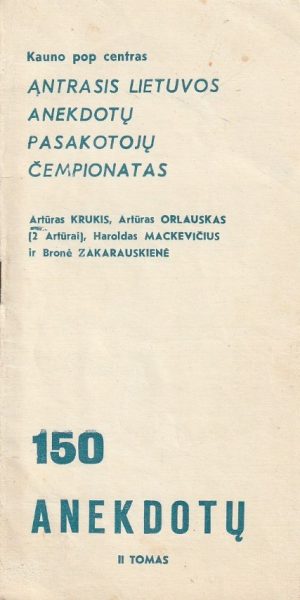 Kauno pop centras
ANTRASIS LIETUVOS
ANEKDOTŲ
PASAKOTOJŲ
ČEMPIONATAS
Artūras KRUKIS, Artūras ORLAUSKAS
(2 Artūrai), Haroldas MACKEVIČIUS
ir Bronė ZAKARAUSKIENĖ
150
ANEKDOTŲ
II TOMAS